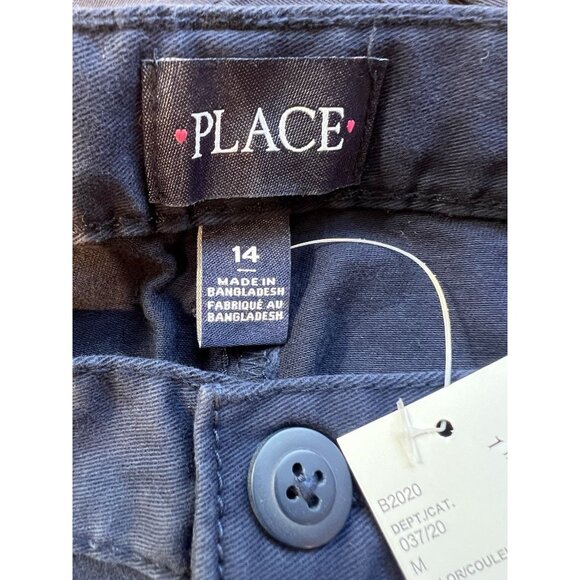 PLACE
14
MADE IN
BANGLADESH
FABRIQUÉ AU
BANGLADESH
B2020
DEPT./CAT.
037/20
M